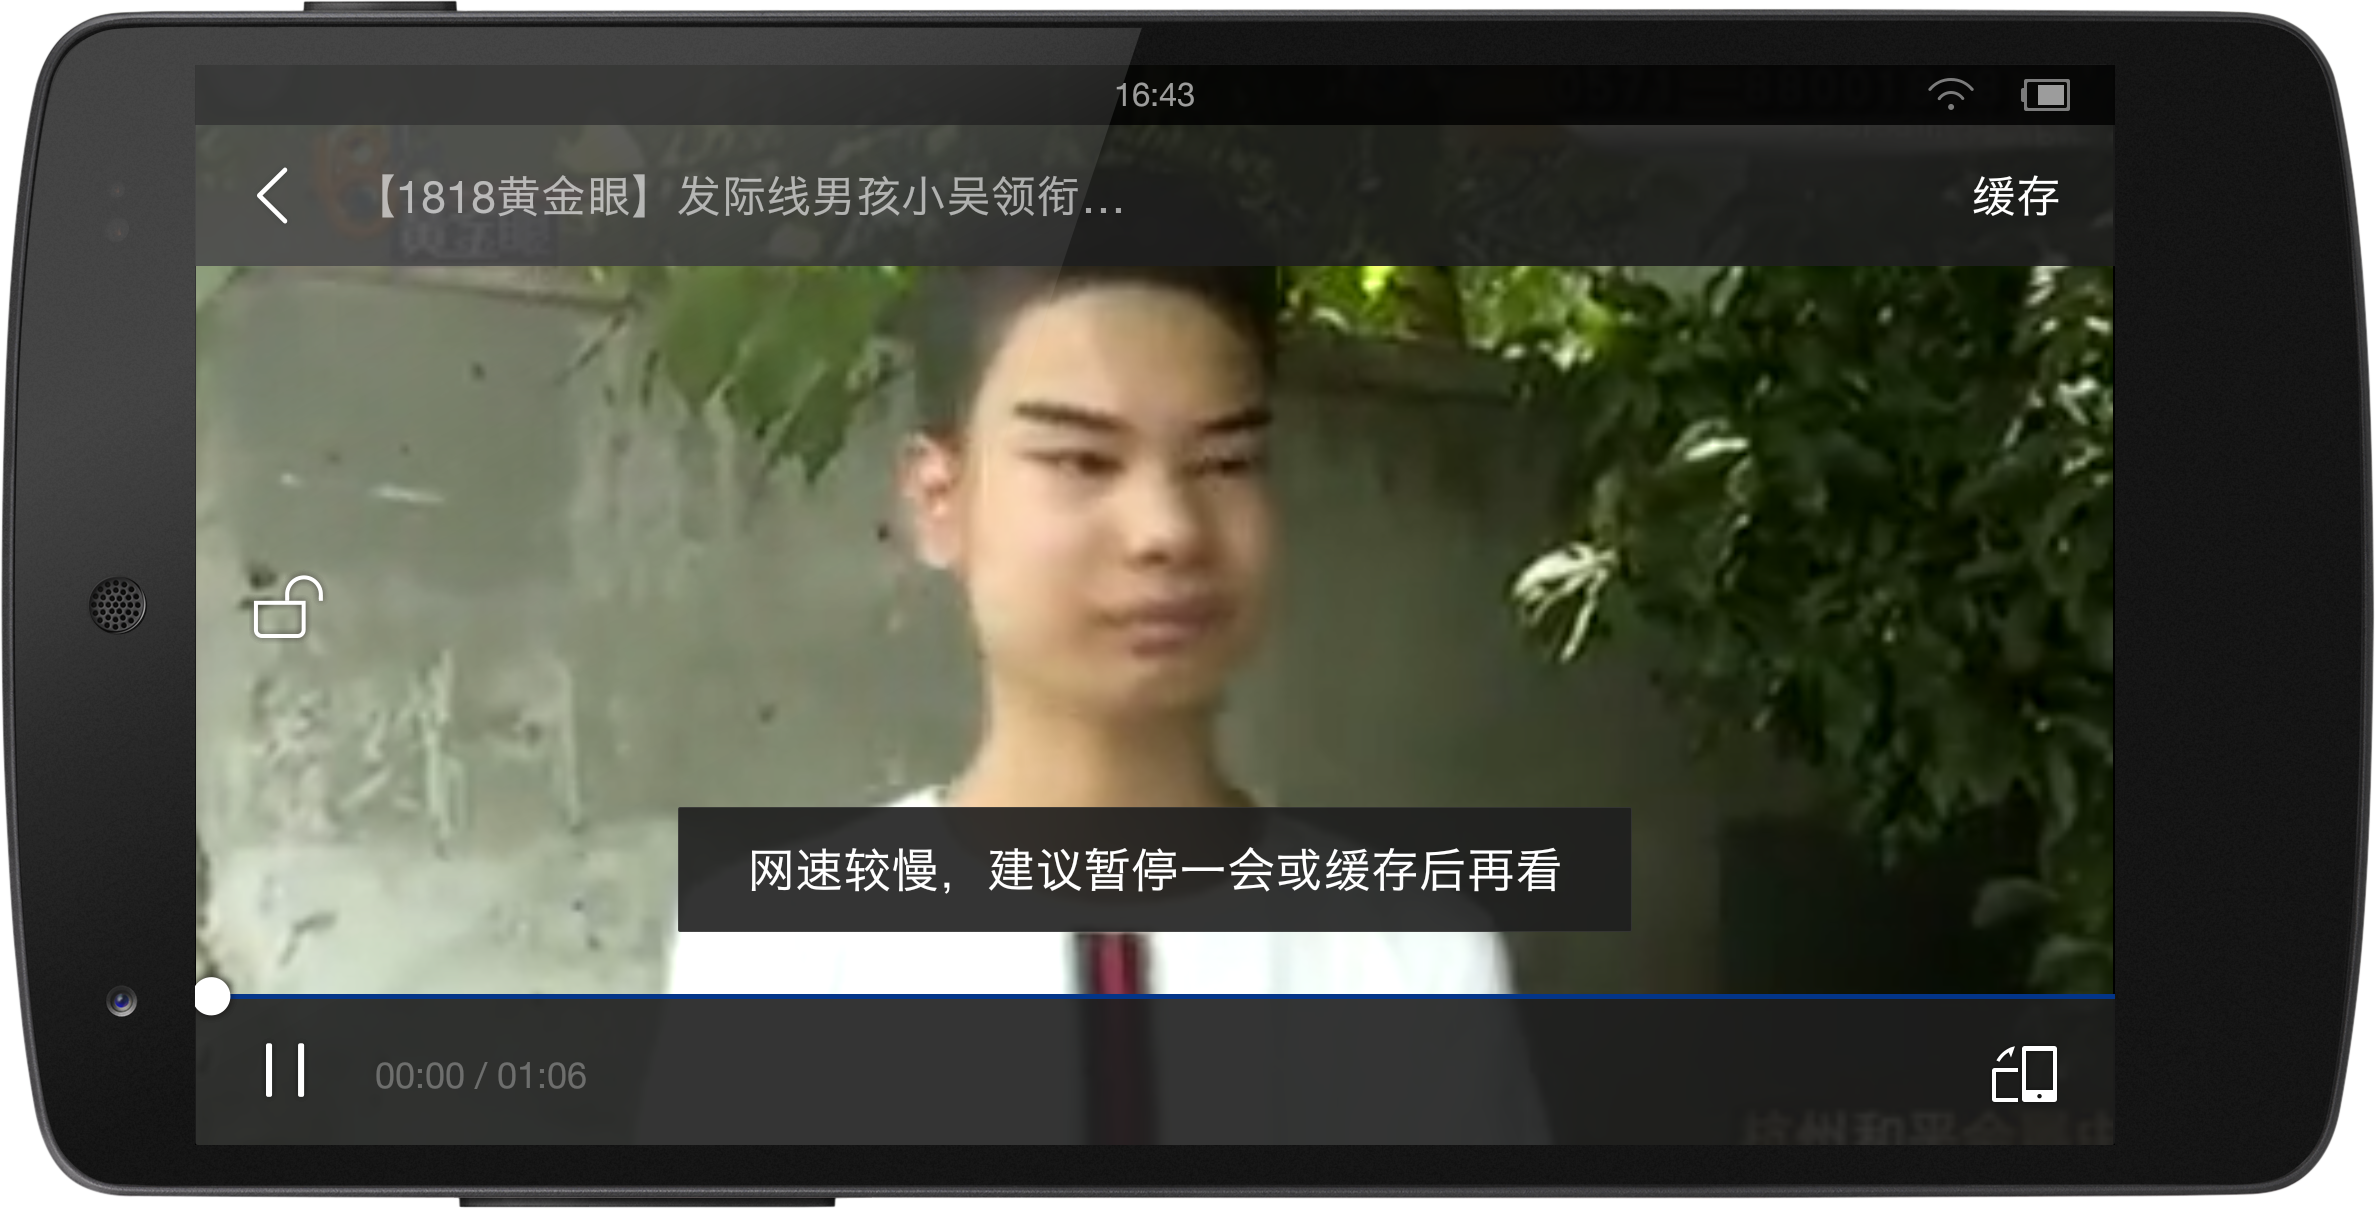 16:43
【1818黄金眼】发际线男孩小吴领衔...
缓存
网速较慢，建议暂停一会或缓存后再看
00:00 / 01:06